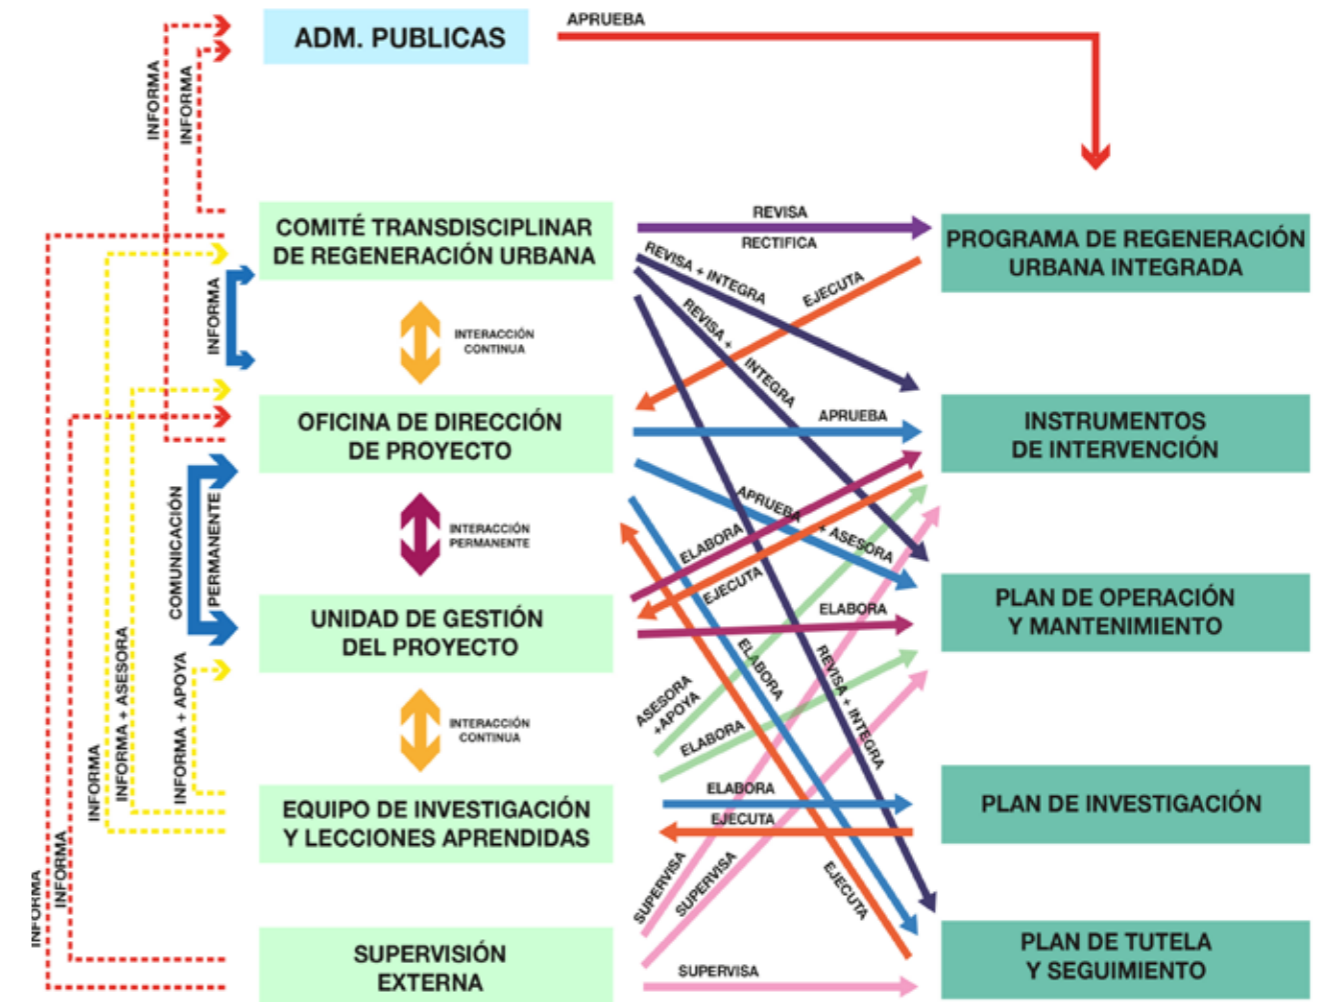 ADM. PUBLICAS
APRUEBA
INFORMA
INFORMA
COMITÉ TRANSDISCIPLINAR
DE REGENERACIÓN URBANA
REVISA
RECTIFICA
PROGRAMA DE REGENERACIÓN
URBANA INTEGRADA
REVISA + INTEGRA
EJECUTA
REVISA +
INTEGRA
INFORMA
INTERACCIÓN
CONTINUA
OFICINA DE DIRECCIÓN
DE PROYECTO
APRUEBA
INSTRUMENTOS
DE INTERVENCIÓN
COMUNICACIÓN
PERMANENTE
INTERACCIÓN
PERMANENTE
APRUEBA
+ ASESORA
ELABORA
EJECUTA
UNIDAD DE GESTIÓN
DEL PROYECTO
ELABORA
PLAN DE OPERACIÓN
Y MANTENIMIENTO
ELABORA
REVISA + INTEGRA
INFORMA
INFORMA + ASESORA
INFORMA + APOYA
INTERACCIÓN
CONTINUA
ASESORA
+APOYA
ELABORA
EQUIPO DE INVESTIGACIÓN
Y LECCIONES APRENDIDAS
ELABORA
EJECUTA
PLAN DE INVESTIGACIÓN
INFORMA
INFORMA
SUPERVISA
SUPERVISA
EJECUTA
SUPERVISIÓN
EXTERNA
SUPERVISA
PLAN DE TUTELA
Y SEGUIMIENTO